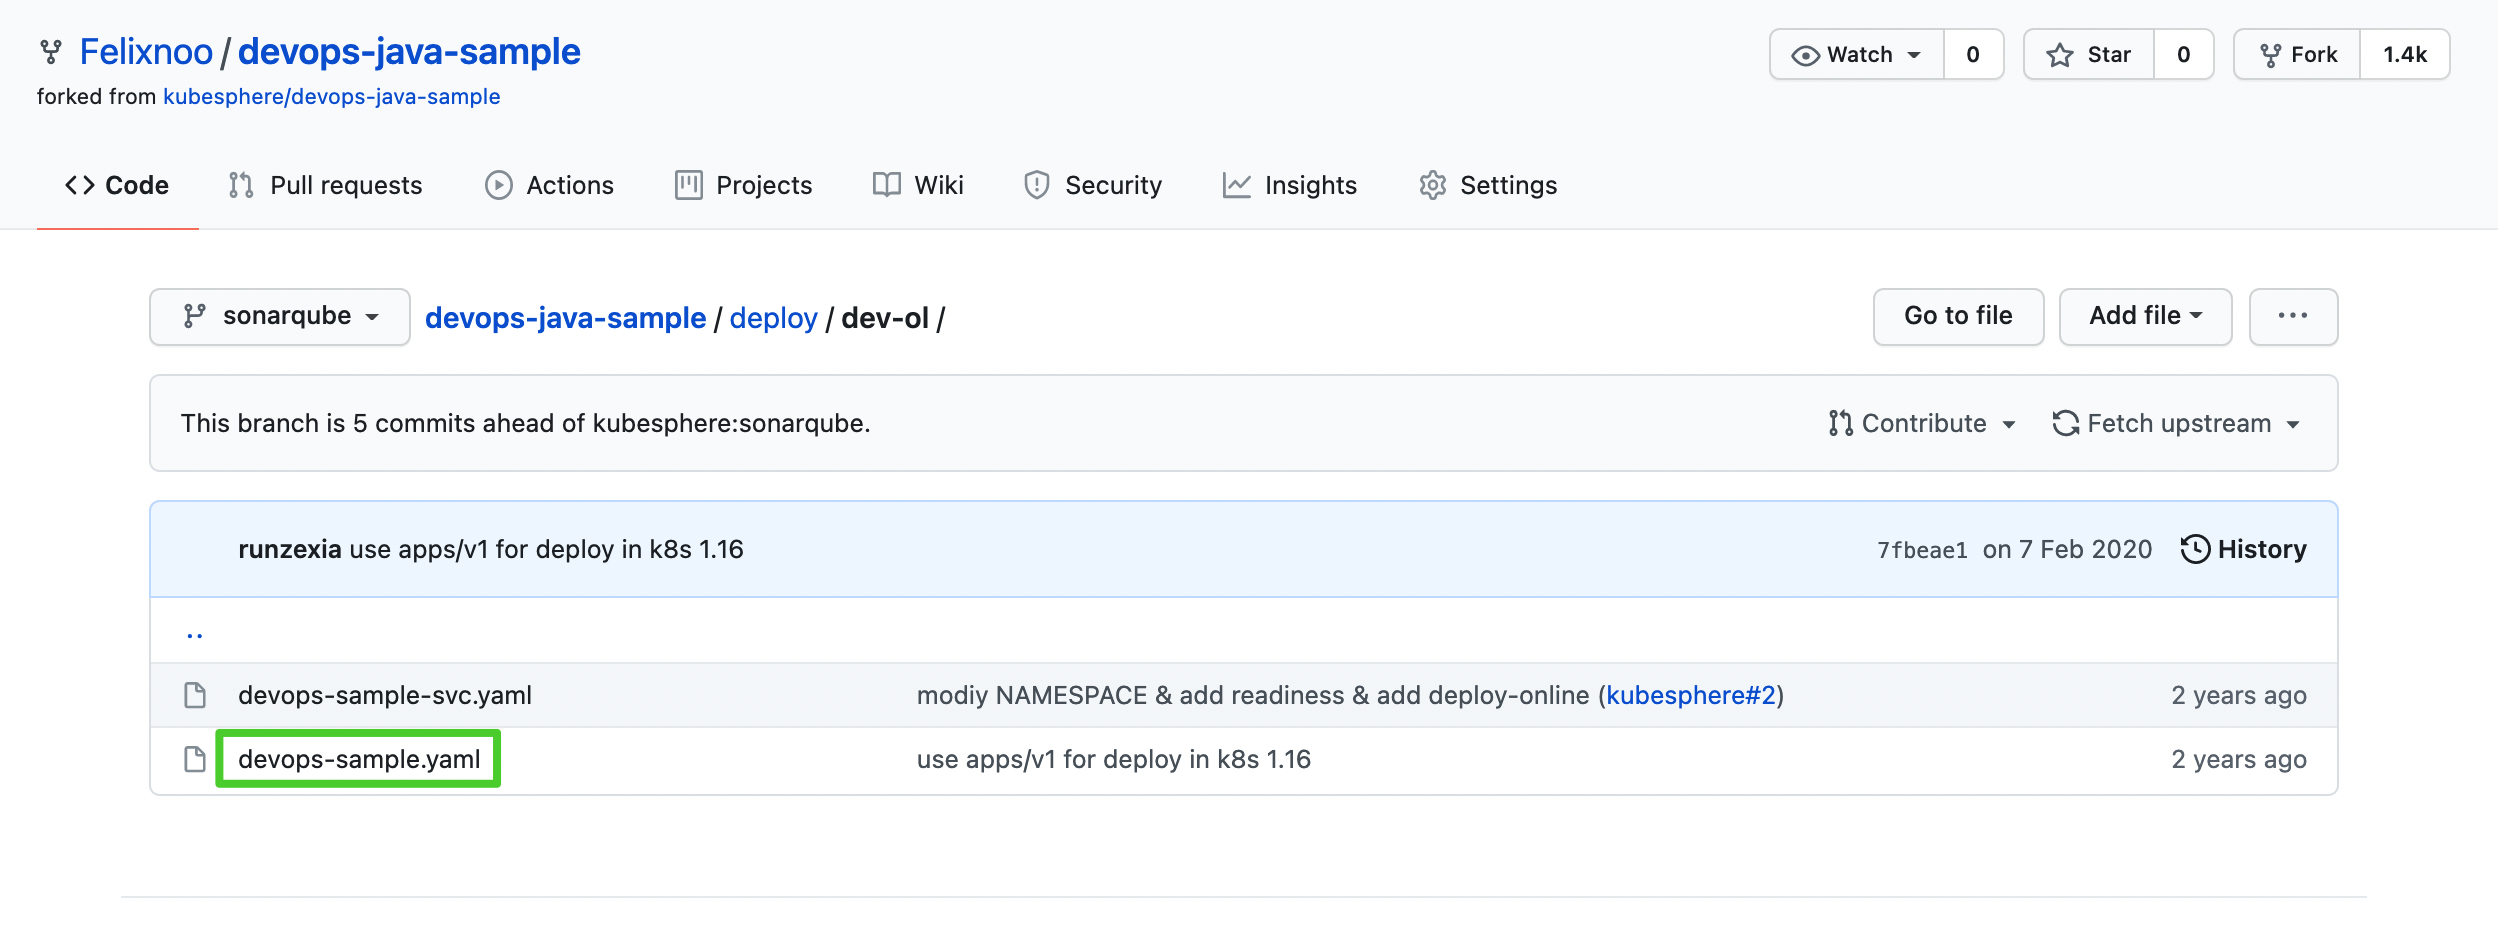 Felixnoo / devops-java-sample
Watch 0 Star 0 Fork 1.4k
forked from kubesphere/devops-java-sample
Code Pull requests Actions Projects Wiki Security Insights Settings
sonarqube devops-java-sample / deploy / dev-ol / Go to file Add file ...
This branch is 5 commits ahead of kubesphere:sonarqube. Contribute Fetch upstream
runzexia use apps/v1 for deploy in k8s 1.16 7fbeae1 on 7 Feb 2020 History
..
devops-sample-svc.yaml modiy NAMESPACE & add readiness & add deploy-online (kubesphere#2) 2 years ago
devops-sample.yaml use apps/v1 for deploy in k8s 1.16 2 years ago